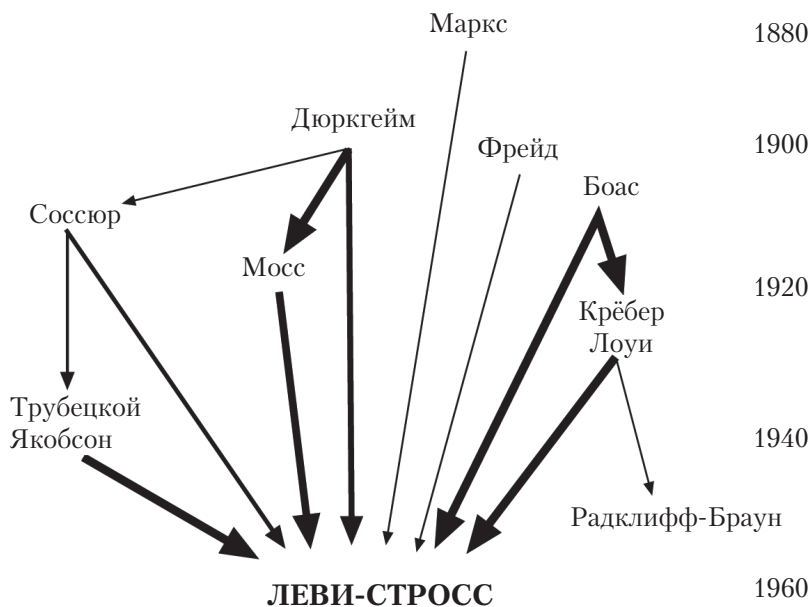 Маркс
1880
Дюркгейм
Фрейд
1900
Боас
Соссюр
Мосс
1920
Крёбер
Лоуи
Трубецкой
Якобсон
1940
Радклифф-Браун
ЛЕВИ-СТРОСС
1960